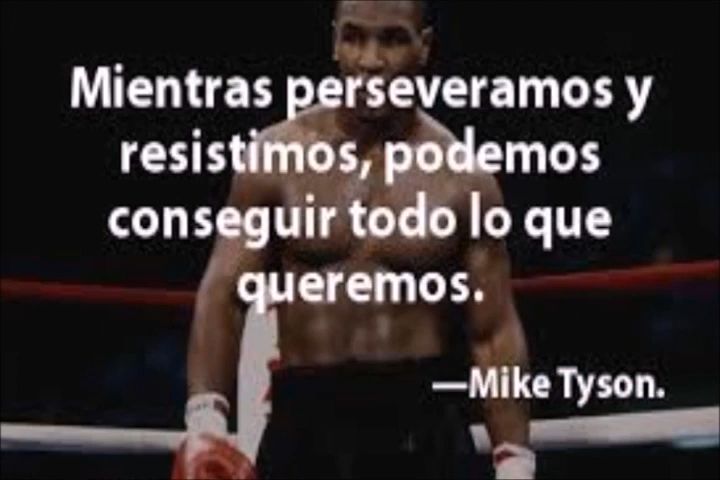 Mientras perseveramos y
resistimos, podemos
conseguir todo lo que
queremos.
—Mike Tyson.